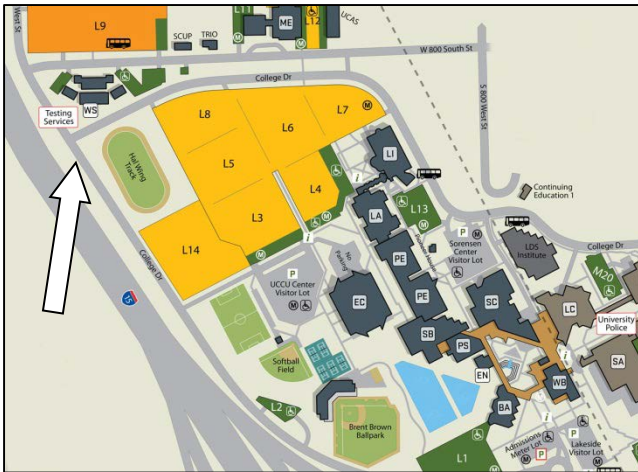 L9
L11
L12
ME
UCAS
SCUP
TRIO
West St
W 800 South St
College Dr
S 800 West St
WS
Testing
Services
L8
L6
L7
M
Hal Wing
Track
L5
L4
L3
L14
LI
i
LA
L13
M
Continuing
Education 1
P
Sorensen
Center
Visitor Lot
M
LDS
Institute
College Dr
M20
i
M
M
No
Parking
PE
Pioneer House
P
UCCU Center
Visitor Lot
M
EC
PE
SC
LC
University
Police
College Dr
15
SB
PS
SA
Softball
Field
EN
i
WB
L2
BA
i
Brent Brown
Ballpark
L1
Admissions
Meter Lot
M
P
P
Lakeside
Visitor Lot
M